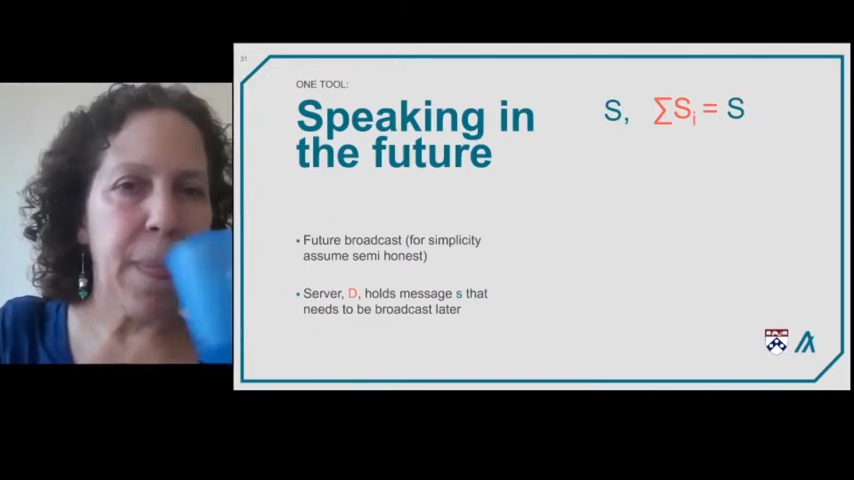 31
ONE TOOL:
Speaking in
the future
S, ∑Sᵢ = S
▪ Future broadcast (for simplicity
assume semi honest)
▪ Server, D, holds message s that
needs to be broadcast later